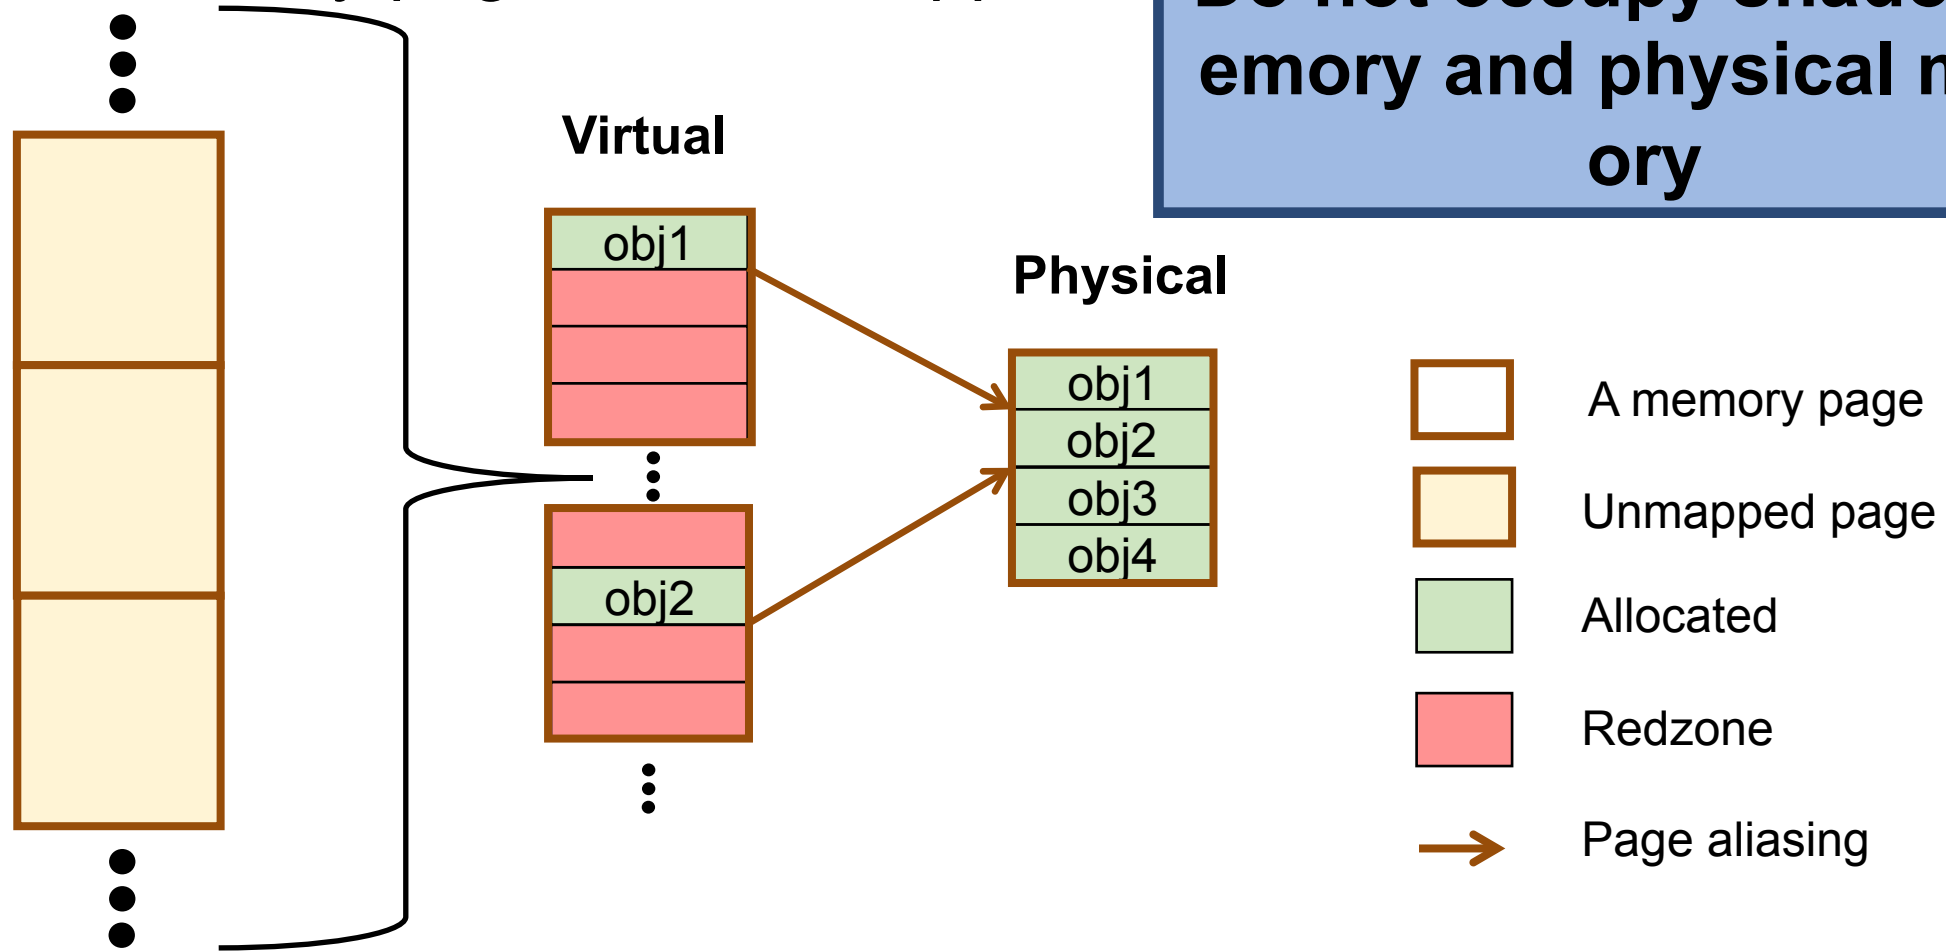 emory and physical m
ory
Virtual
obj1
obj2
Physical
obj1
obj2
obj3
obj4
A memory page
Unmapped page
Allocated
Redzone
Page aliasing